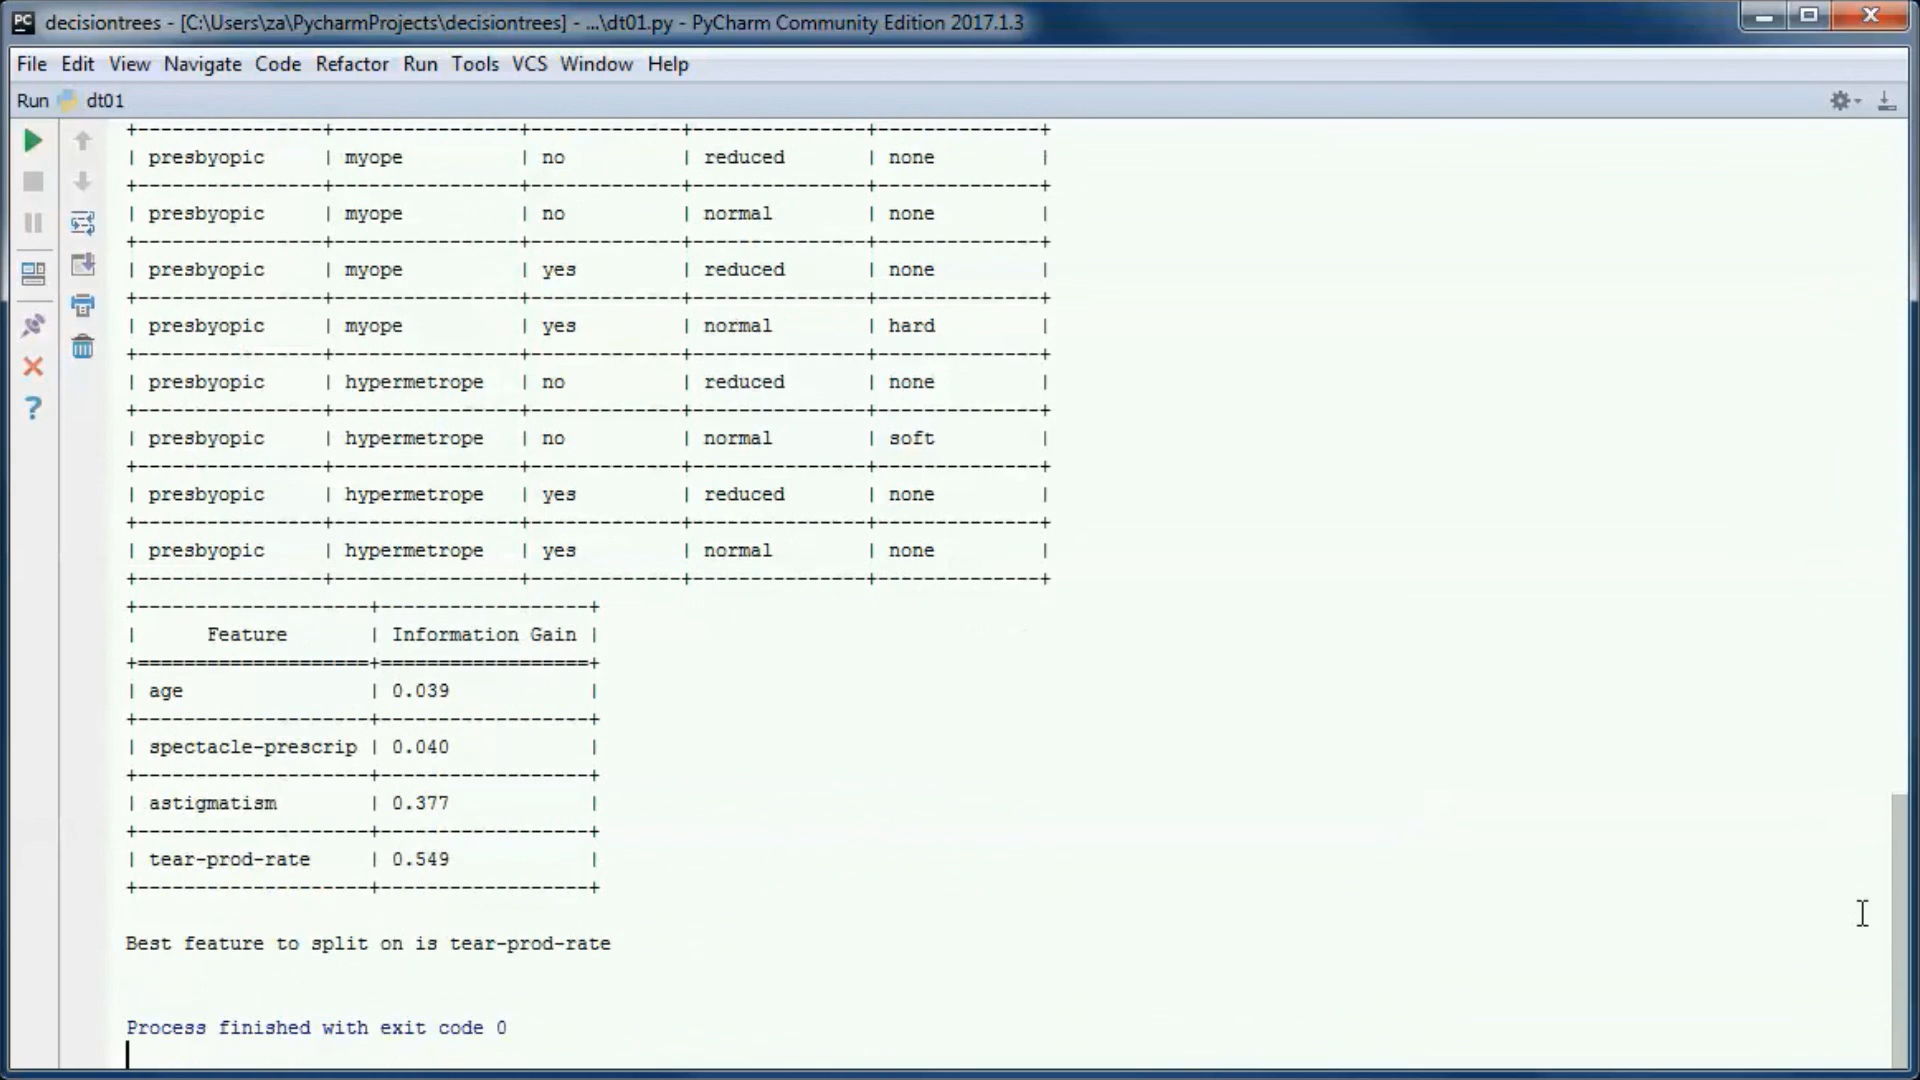 decisiontrees - [C:\Users\za\PycharmProjects\decisiontrees] - ...\dt01.py - PyCharm Community Edition 2017.1.3
File Edit View Navigate Code Refactor Run Tools VCS Window Help
Run dt01
+-----------------+----------------+-------------+---------------+--------------+
| presbyopic | myope | no | reduced | none |
+-----------------+----------------+-------------+---------------+--------------+
| presbyopic | myope | no | normal | none |
+-----------------+----------------+-------------+---------------+--------------+
| presbyopic | myope | yes | reduced | none |
+-----------------+----------------+-------------+---------------+--------------+
| presbyopic | myope | yes | normal | hard |
+-----------------+----------------+-------------+---------------+--------------+
| presbyopic | hypermetrope | no | reduced | none |
+-----------------+----------------+-------------+---------------+--------------+
| presbyopic | hypermetrope | no | normal | soft |
+-----------------+----------------+-------------+---------------+--------------+
| presbyopic | hypermetrope | yes | reduced | none |
+-----------------+----------------+-------------+---------------+--------------+
| presbyopic | hypermetrope | yes | normal | none |
+-----------------+----------------+-------------+---------------+--------------+
+--------------------+------------------+
| Feature | Information Gain |
+====================+==================+
| age | 0.039 |
+--------------------+------------------+
| spectacle-prescrip | 0.040 |
+--------------------+------------------+
| astigmatism | 0.377 |
+--------------------+------------------+
| tear-prod-rate | 0.549 |
+--------------------+------------------+
Best feature to split on is tear-prod-rate
Process finished with exit code 0